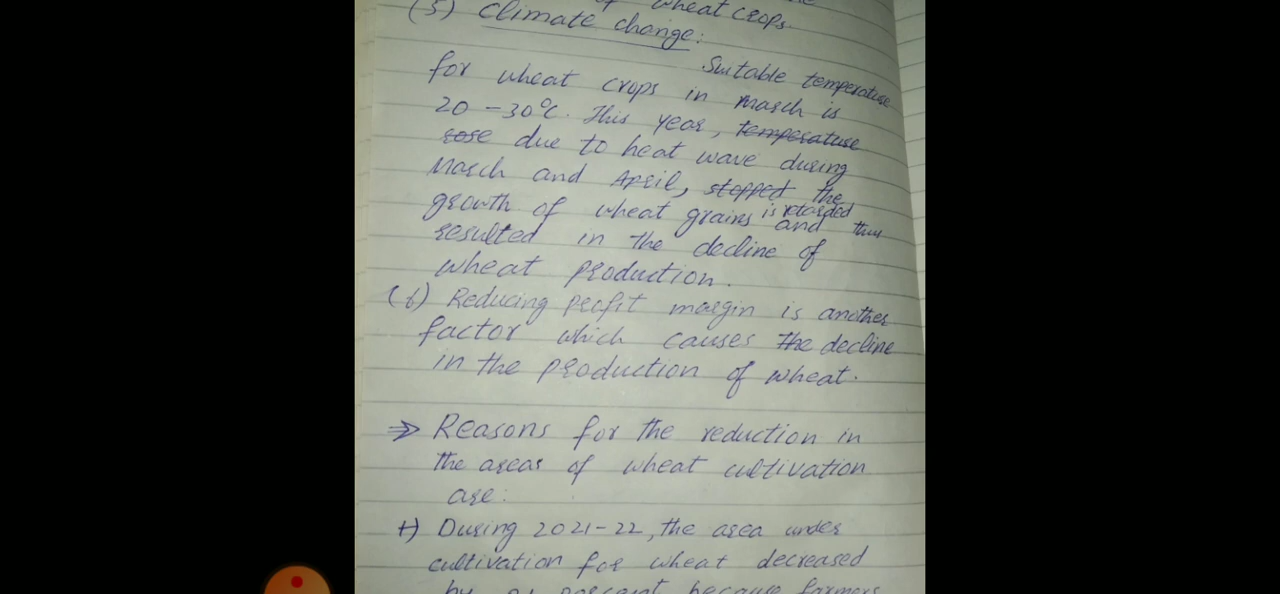 of wheat crops.
(5) Climate change:
Suitable temperature
for wheat crops in march is
20-30°C. This year, temperature
rose due to heat wave during
March and April, stopped the
growth of wheat grains is retarded and thus
resulted in the decline of
wheat production.
(6) Reducing profit margin is another
factor which causes the decline
in the production of wheat.
⇒ Reasons for the reduction in
the areas of wheat cultivation
are:
1) During 2021-22, the area under
cultivation for wheat decreased
percent because farmers